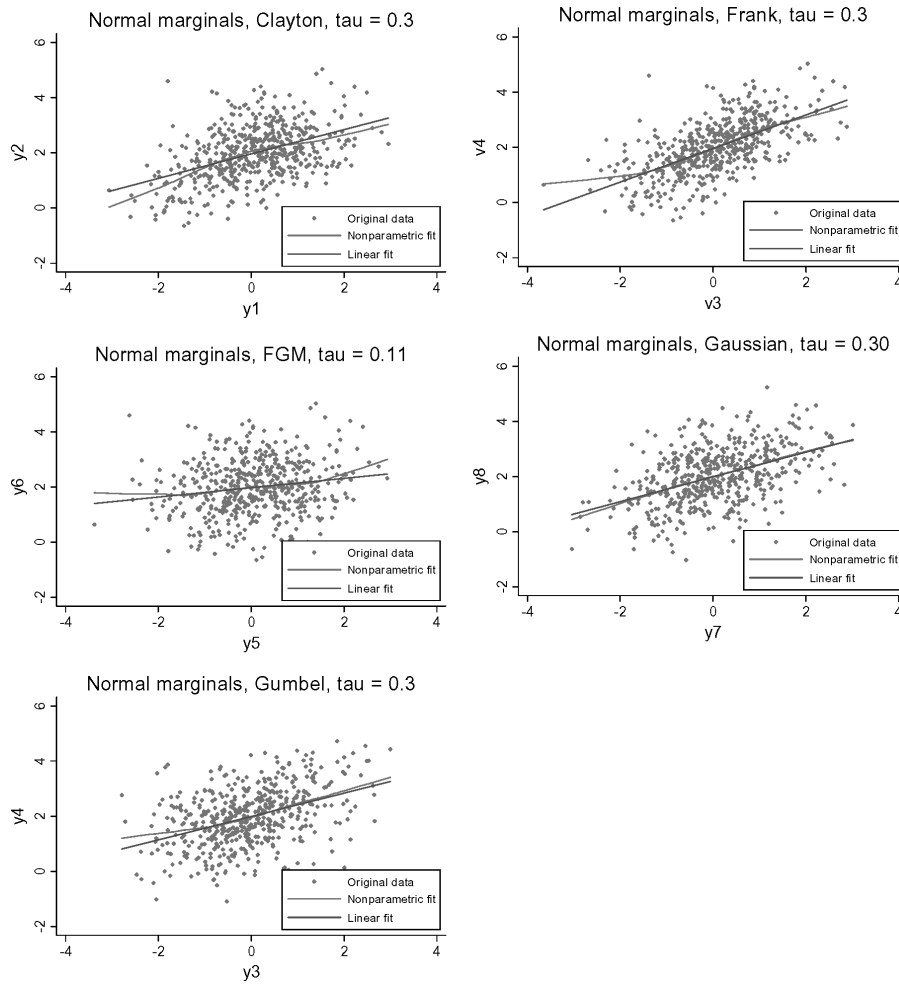 Normal marginals, Clayton, tau = 0.3
6
4
2
0
-2
y2
-4
-2
0
2
4
y1
Original data
Nonparametric fit
Linear fit
Normal marginals, Frank, tau = 0.3
6
4
2
0
-2
v4
-4
-2
0
2
4
v3
Original data
Nonparametric fit
Linear fit
Normal marginals, FGM, tau = 0.11
6
4
2
0
-2
y6
-4
-2
0
2
4
y5
Original data
Nonparametric fit
Linear fit
Normal marginals, Gaussian, tau = 0.30
6
4
2
0
-2
y8
-4
-2
0
2
4
y7
Original data
Nonparametric fit
Linear fit
Normal marginals, Gumbel, tau = 0.3
6
4
2
0
-2
y4
-4
-2
0
2
4
y3
Original data
Nonparametric fit
Linear fit